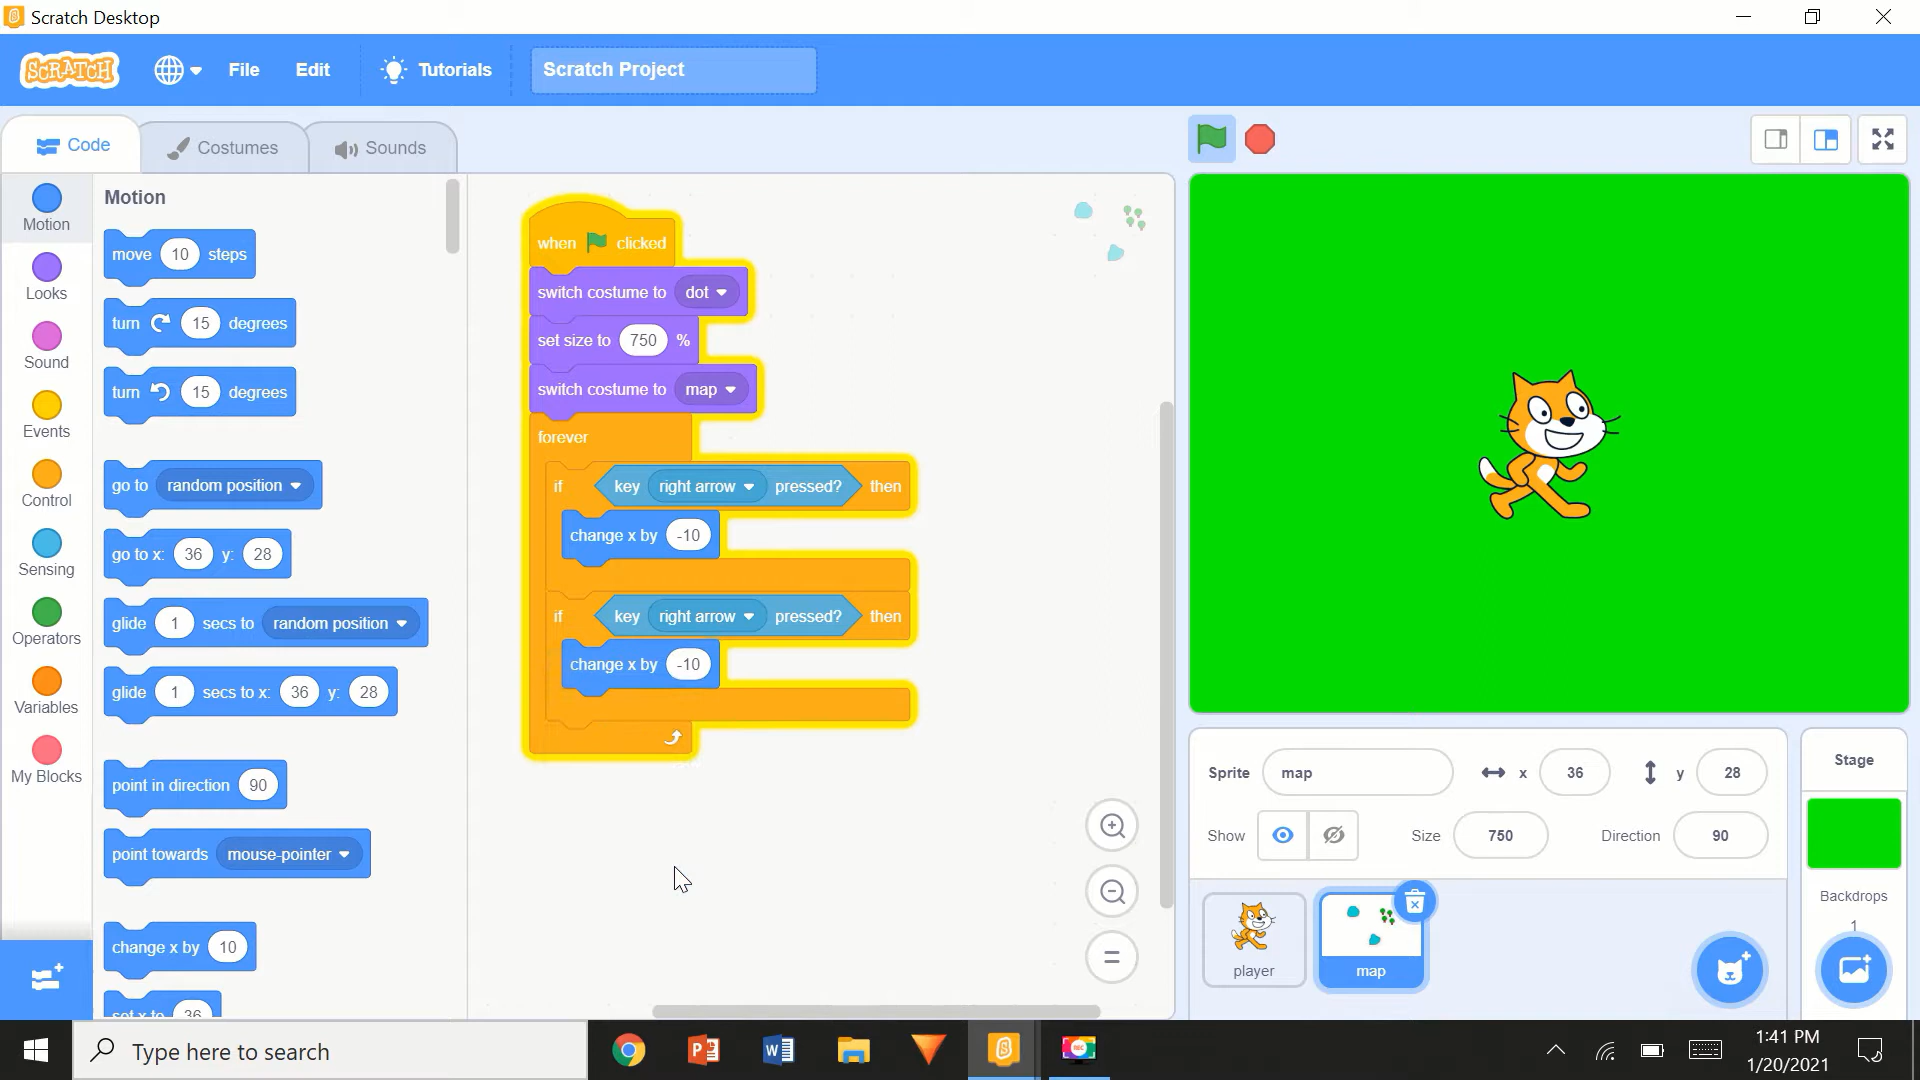 Scratch Desktop
SCRATCH
File
Edit
Tutorials
Scratch Project
Code
Costumes
Sounds
Motion
Looks
Sound
Events
Control
Sensing
Operators
Variables
My Blocks
Motion
move 10 steps
turn 15 degrees
turn 15 degrees
go to random position
go to x: 36 y: 28
glide 1 secs to random position
glide 1 secs to x: 36 y: 28
point in direction 90
point towards mouse-pointer
change x by 10
set x to 36
when clicked
switch costume to dot
set size to 750 %
switch costume to map
forever
if key right arrow pressed? then
change x by -10
if key right arrow pressed? then
change x by -10
Sprite map x 36 y 28
Show Size 750 Direction 90
player
map
Stage
Backdrops
1
Type here to search
1:41 PM
1/20/2021